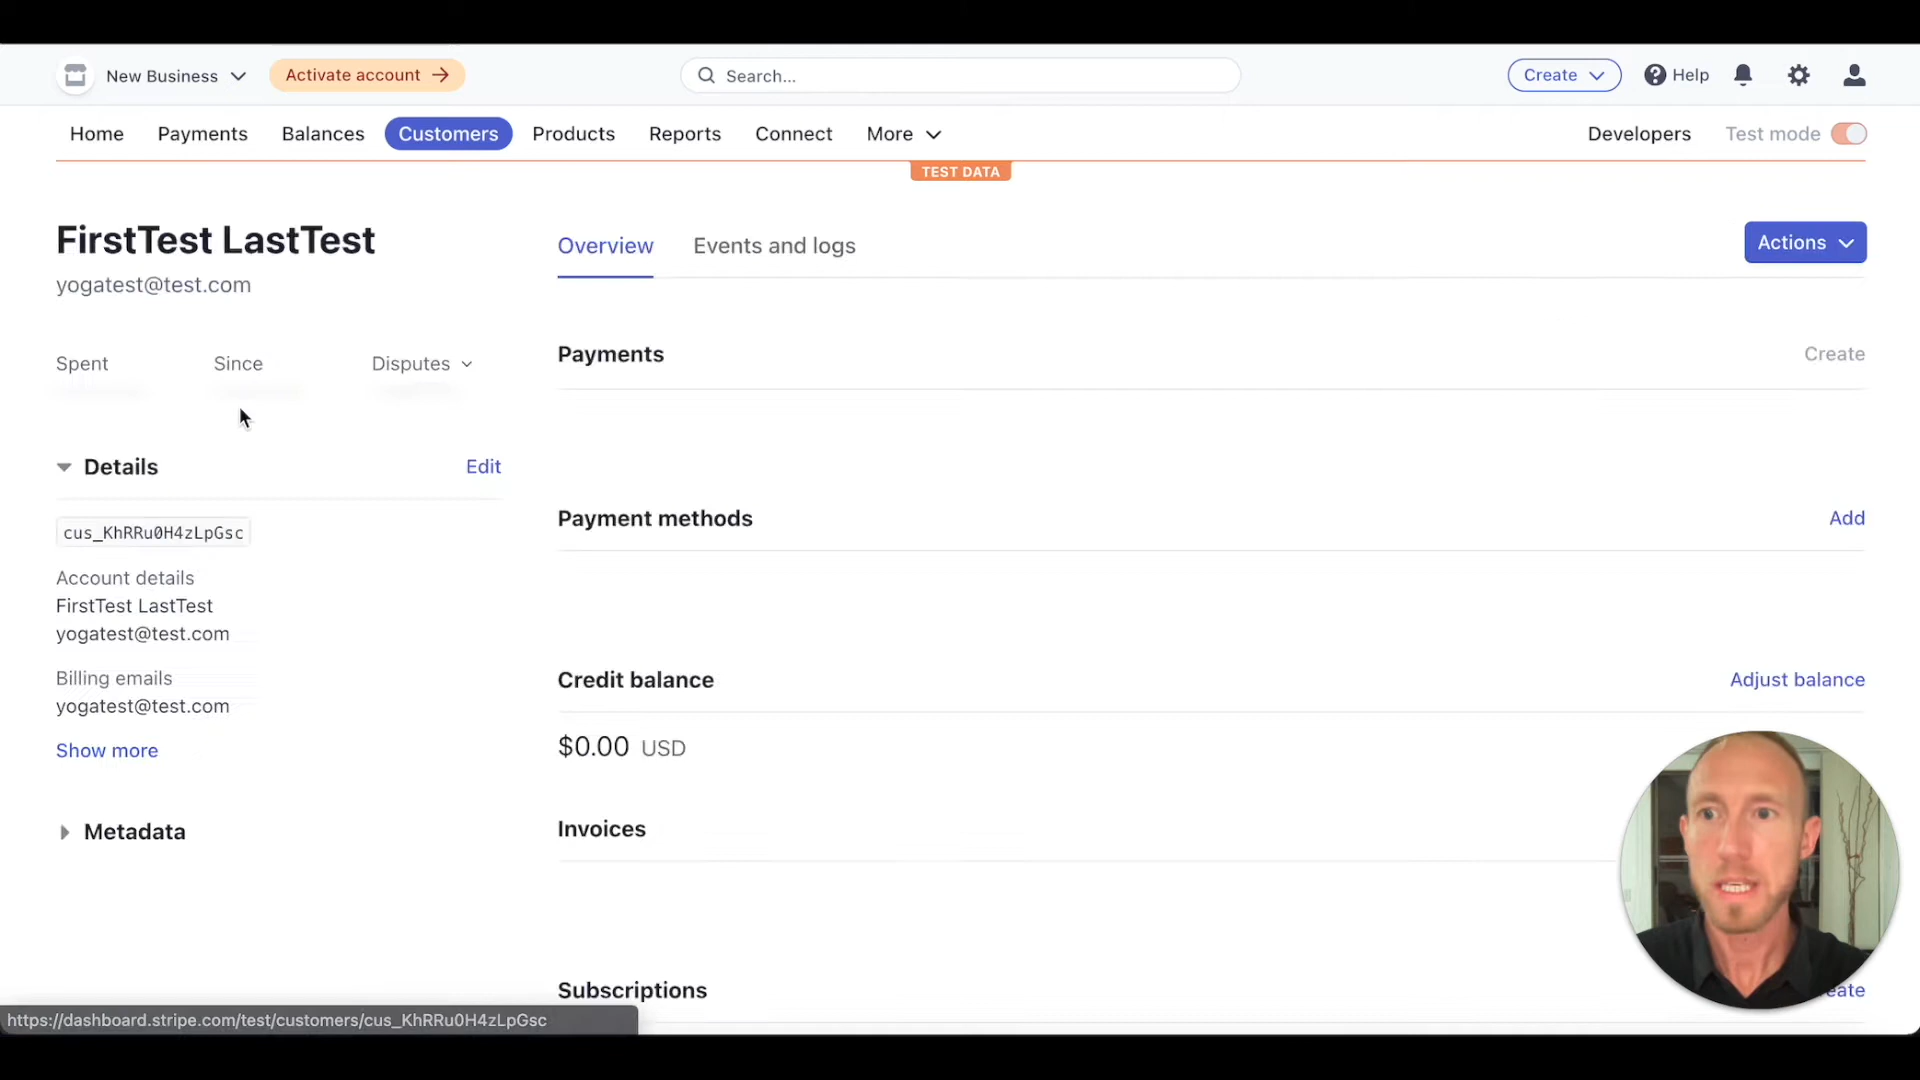 New Business
Activate account →
Search...
Create
Help
Home
Payments
Balances
Customers
Products
Reports
Connect
More
Developers
Test mode
TEST DATA
FirstTest LastTest
yogatest@test.com
Spent
Since
Disputes
Details
Edit
cus_KhRRu0H4zLpGsc
Account details
FirstTest LastTest
yogatest@test.com
Billing emails
yogatest@test.com
Show more
Metadata
Overview
Events and logs
Actions
Payments
Create
Payment methods
Add
Credit balance
Adjust balance
$0.00 USD
Invoices
Subscriptions
eate
https://dashboard.stripe.com/test/customers/cus_KhRRu0H4zLpGsc